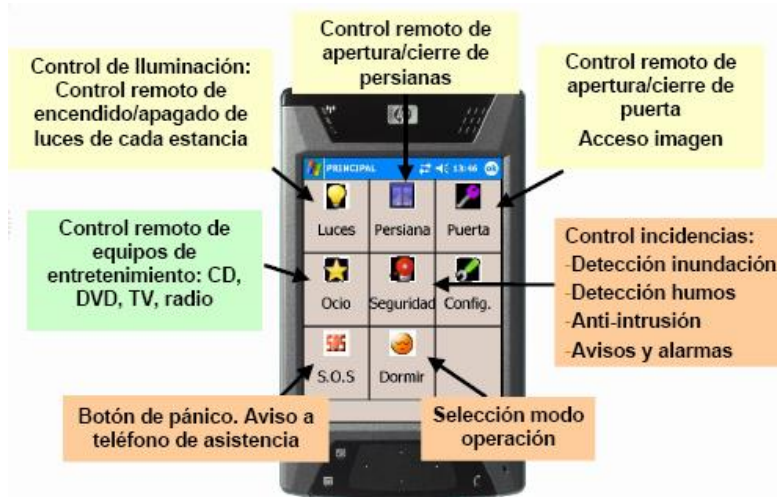 Control remoto de
apertura/cierre de
persianas
Control de Iluminación:
Control remoto de
encendido/apagado de
luces de cada estancia
Control remoto de
apertura/cierre de
puerta
Acceso imagen
hp
PRINCIPAL
13:46
ok
Luces
Persiana
Puerta
Control remoto de
equipos de
entretenimiento: CD,
DVD, TV, radio
Control incidencias:
-Detección inundación
-Detección humos
-Anti-intrusión
-Avisos y alarmas
Ocio
Seguridad
Config.
SOS
S.O.S
Dormir
Botón de pánico. Aviso a
teléfono de asistencia
Selección modo
operación